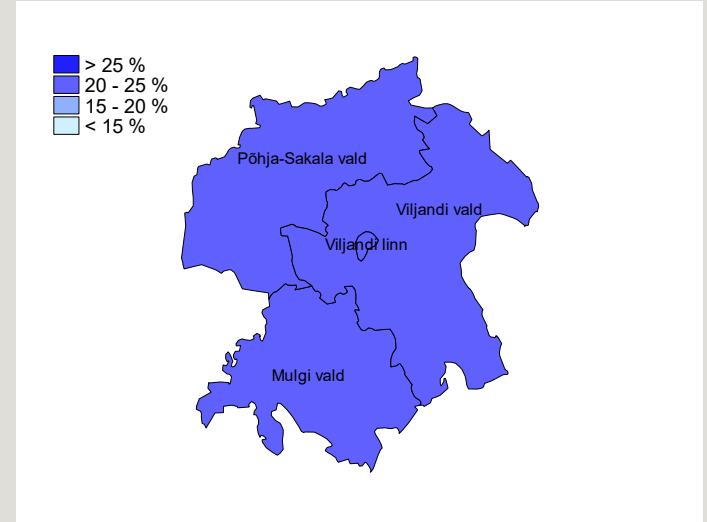 > 25 %
20 - 25 %
15 - 20 %
< 15 %
Põhja-Sakala vald
Viljandi vald
Viljandi linn
Mulgi vald